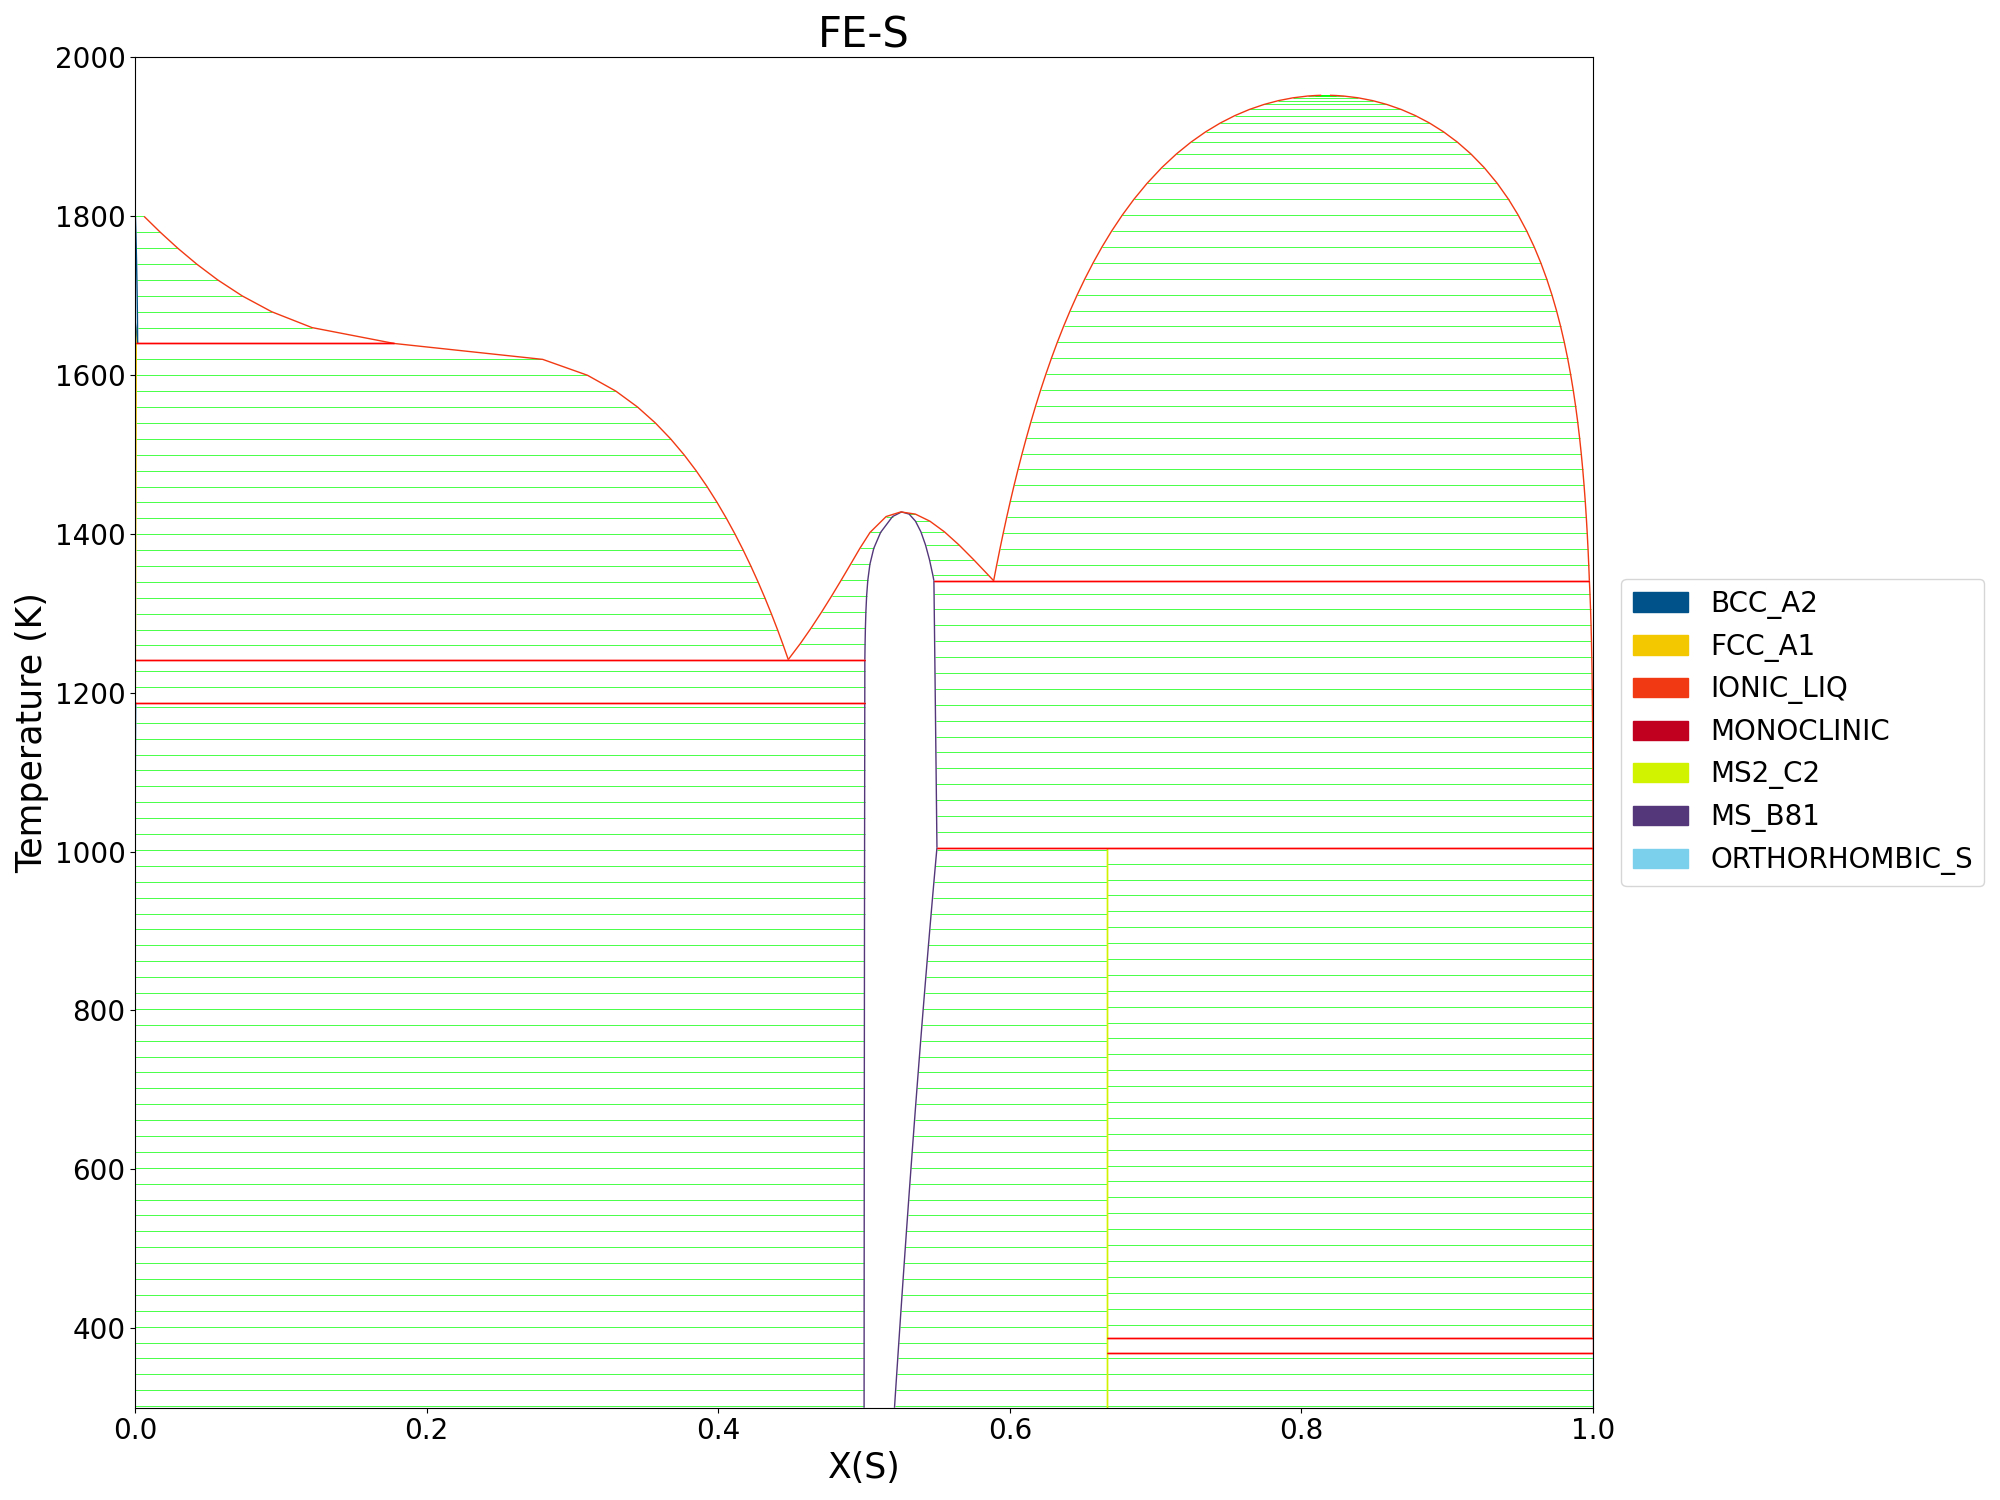 FE-S
2000
1800
1600
1400
1200
1000
800
600
400
Temperature (K)
0.0 0.2 0.4 0.6 0.8 1.0
X(S)
BCC_A2
FCC_A1
IONIC_LIQ
MONOCLINIC
MS2_C2
MS_B81
ORTHORHOMBIC_S